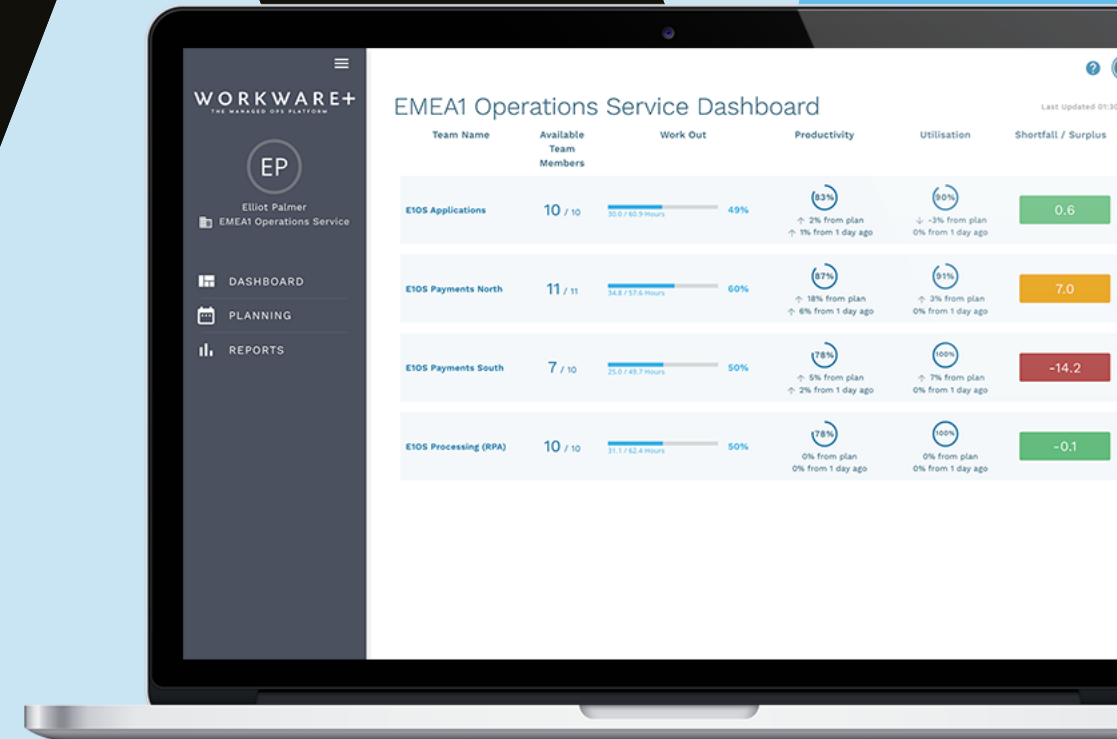 WORKWARE+
THE MANAGED OPS PLATFORM
EP
Elliot Palmer
EMEA1 Operations Service
DASHBOARD
PLANNING
REPORTS
?
EMEA1 Operations Service Dashboard
Last Updated 01:30
Team Name
Available
Team
Members
Work Out
Productivity
Utilisation
Shortfall / Surplus
E1OS Applications
10 / 10
30.0 / 60.9 Hours
49%
83%
↑ 2% from plan
↑ 1% from 1 day ago
90%
↓ -3% from plan
0% from 1 day ago
0.6
E1OS Payments North
11 / 11
34.8 / 57.6 Hours
60%
87%
↑ 18% from plan
↑ 6% from 1 day ago
91%
↑ 3% from plan
0% from 1 day ago
7.0
E1OS Payments South
7 / 10
25.0 / 49.7 Hours
50%
78%
↑ 5% from plan
↑ 2% from 1 day ago
100%
↑ 7% from plan
0% from 1 day ago
-14.2
E1OS Processing (RPA)
10 / 10
31.1 / 62.4 Hours
50%
78%
0% from plan
0% from 1 day ago
100%
0% from plan
0% from 1 day ago
-0.1